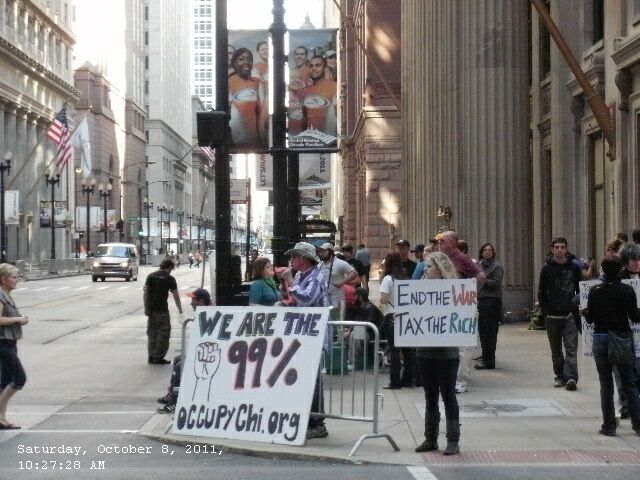 WE ARE THE
99%
OCCUPYCHI.ORG
END THE WAR
TAX THE RICH
Saturday, October 8, 2011,
10:27:28 AM